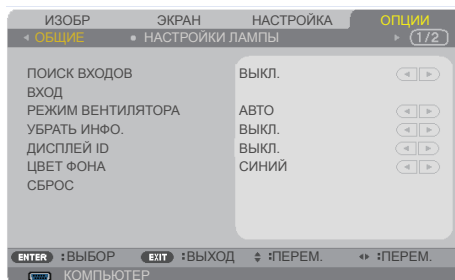 ИЗОБР ЭКРАН НАСТРОЙКА ОПЦИИ
ОБЩИЕ • НАСТРОЙКИ ЛАМПЫ 1/2
ПОИСК ВХОДОВ ВЫКЛ.
ВХОД
РЕЖИМ ВЕНТИЛЯТОРА АВТО
УБРАТЬ ИНФО. ВЫКЛ.
ДИСПЛЕЙ ID ВЫКЛ.
ЦВЕТ ФОНА СИНИЙ
СБРОС
ENTER :ВЫБОР EXIT :ВЫХОД :ПЕРЕМ. :ПЕРЕМ.
КОМПЬЮТЕР